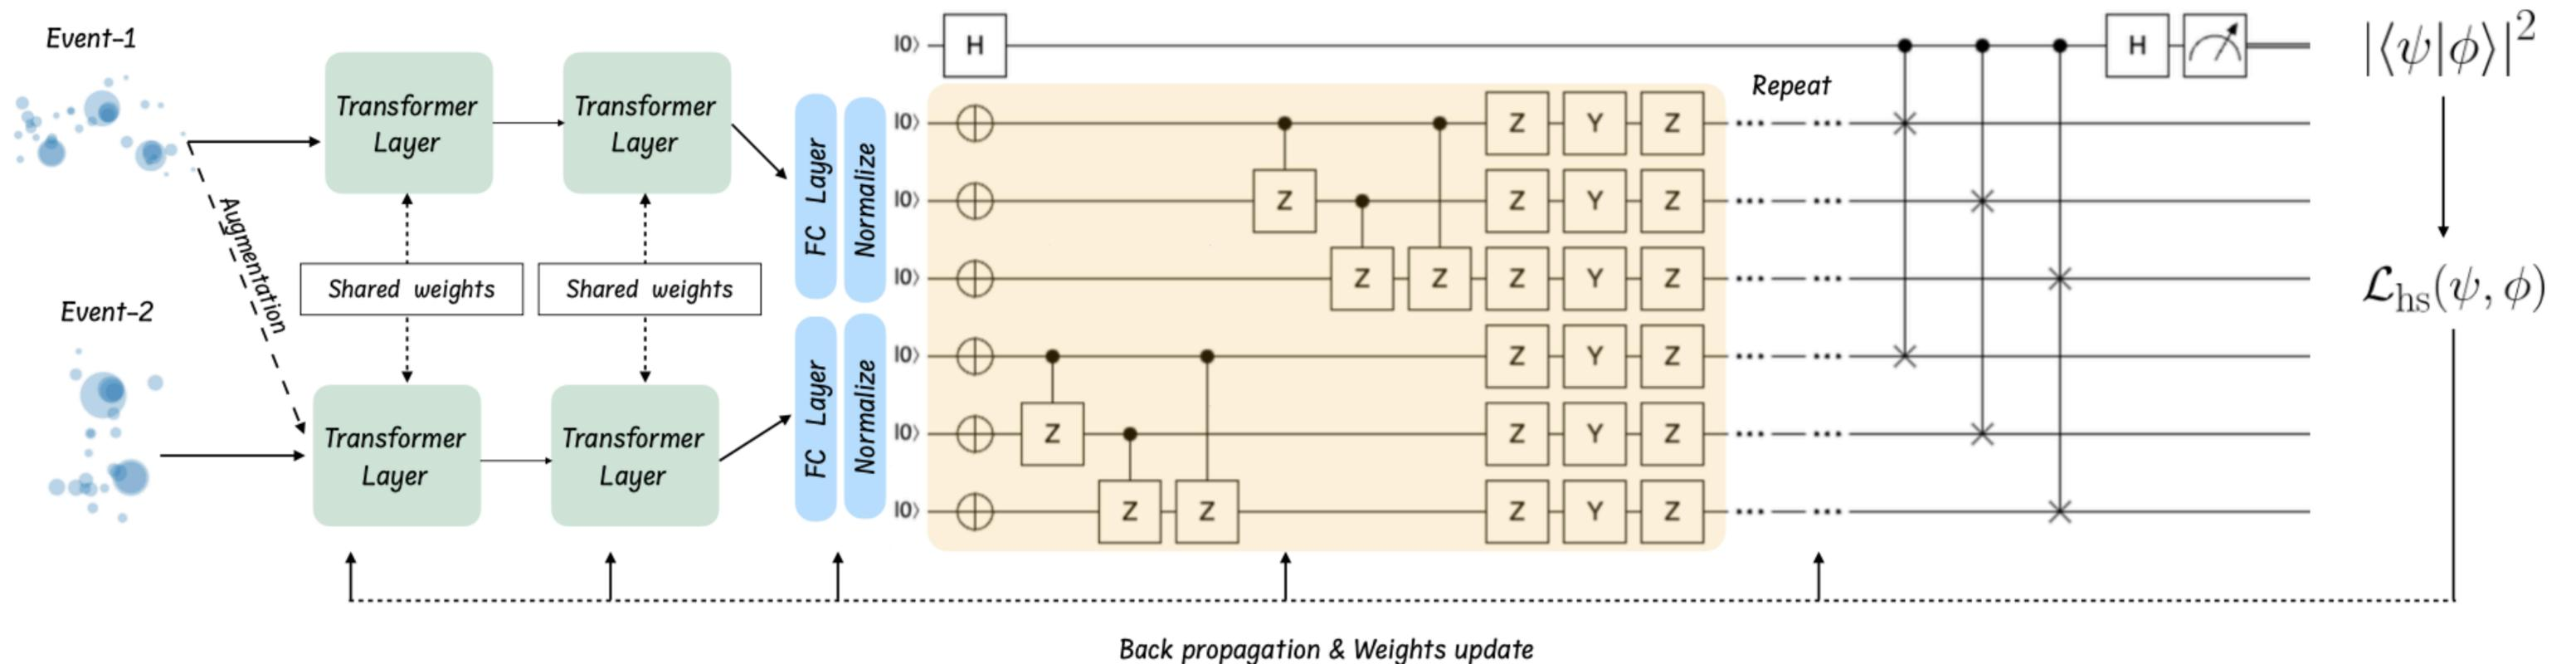 Event-1
Transformer Layer
Transformer Layer
Augmentation
Shared weights
Shared weights
Event-2
Transformer Layer
Transformer Layer
FC Layer
Normalize
FC Layer
Normalize
|0⟩ H H |⟨ψ|ϕ⟩|²
Repeat
|0⟩ Z Y Z ... ...
|0⟩ Z Z Y Z ... ...
|0⟩ Z Z Z Y Z ... ...
ℒhs(ψ, ϕ)
|0⟩ Z Y Z ... ...
|0⟩ Z Z Y Z ... ...
|0⟩ Z Z Z Y Z ... ...
Back propagation & Weights update